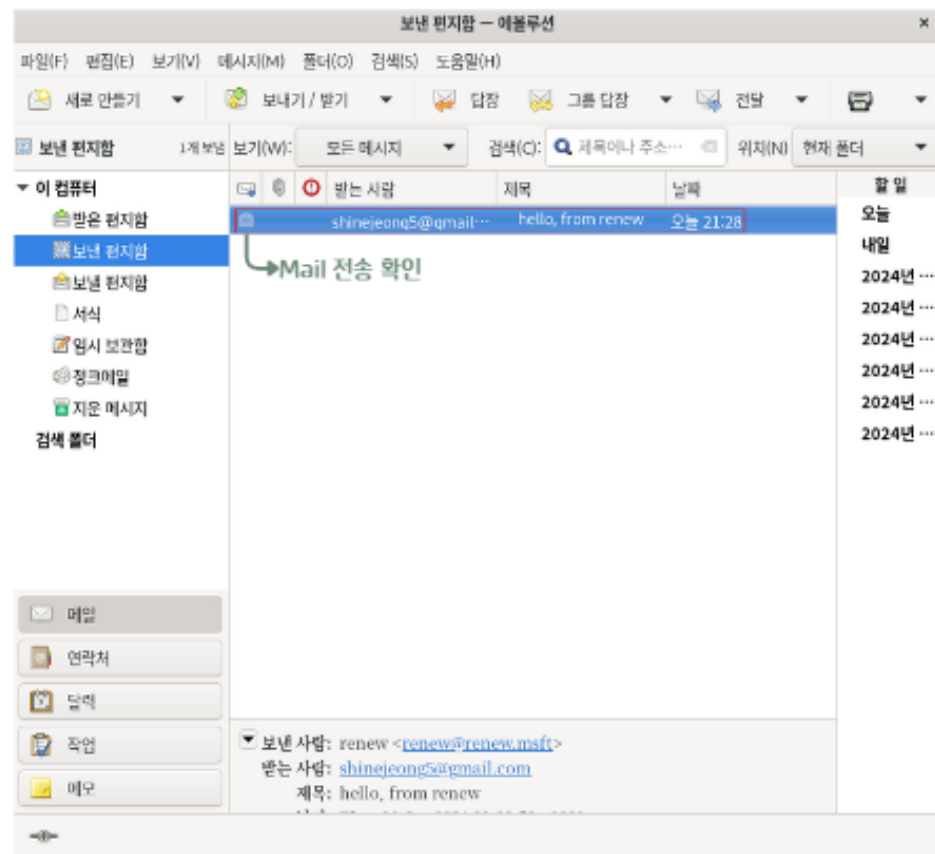 보낸 편지함 — 에볼루션
파일(F) 편집(E) 보기(V) 메시지(M) 폴더(O) 검색(S) 도움말(H)
새로 만들기 보내기 / 받기 답장 그룹 답장 전달
보낸 편지함 1개 보냄 보기(W): 모든 메시지 검색(C): 제목이나 주소… 위치(N) 현재 폴더
이 컴퓨터
받은 편지함
보낸 편지함
보낼 편지함
서식
임시 보관함
정크메일
지운 메시지
검색 폴더
메일
연락처
달력
작업
메모
받는 사람 제목 날짜
shinejeong5@gmail… hello, from renew 오늘 21:28
Mail 전송 확인
보낸 사람: renew <renew@renew.msft>
받는 사람: shinejeong5@gmail.com
제목: hello, from renew
할 일
오늘
내일
2024년 …
2024년 …
2024년 …
2024년 …
2024년 …
2024년 …